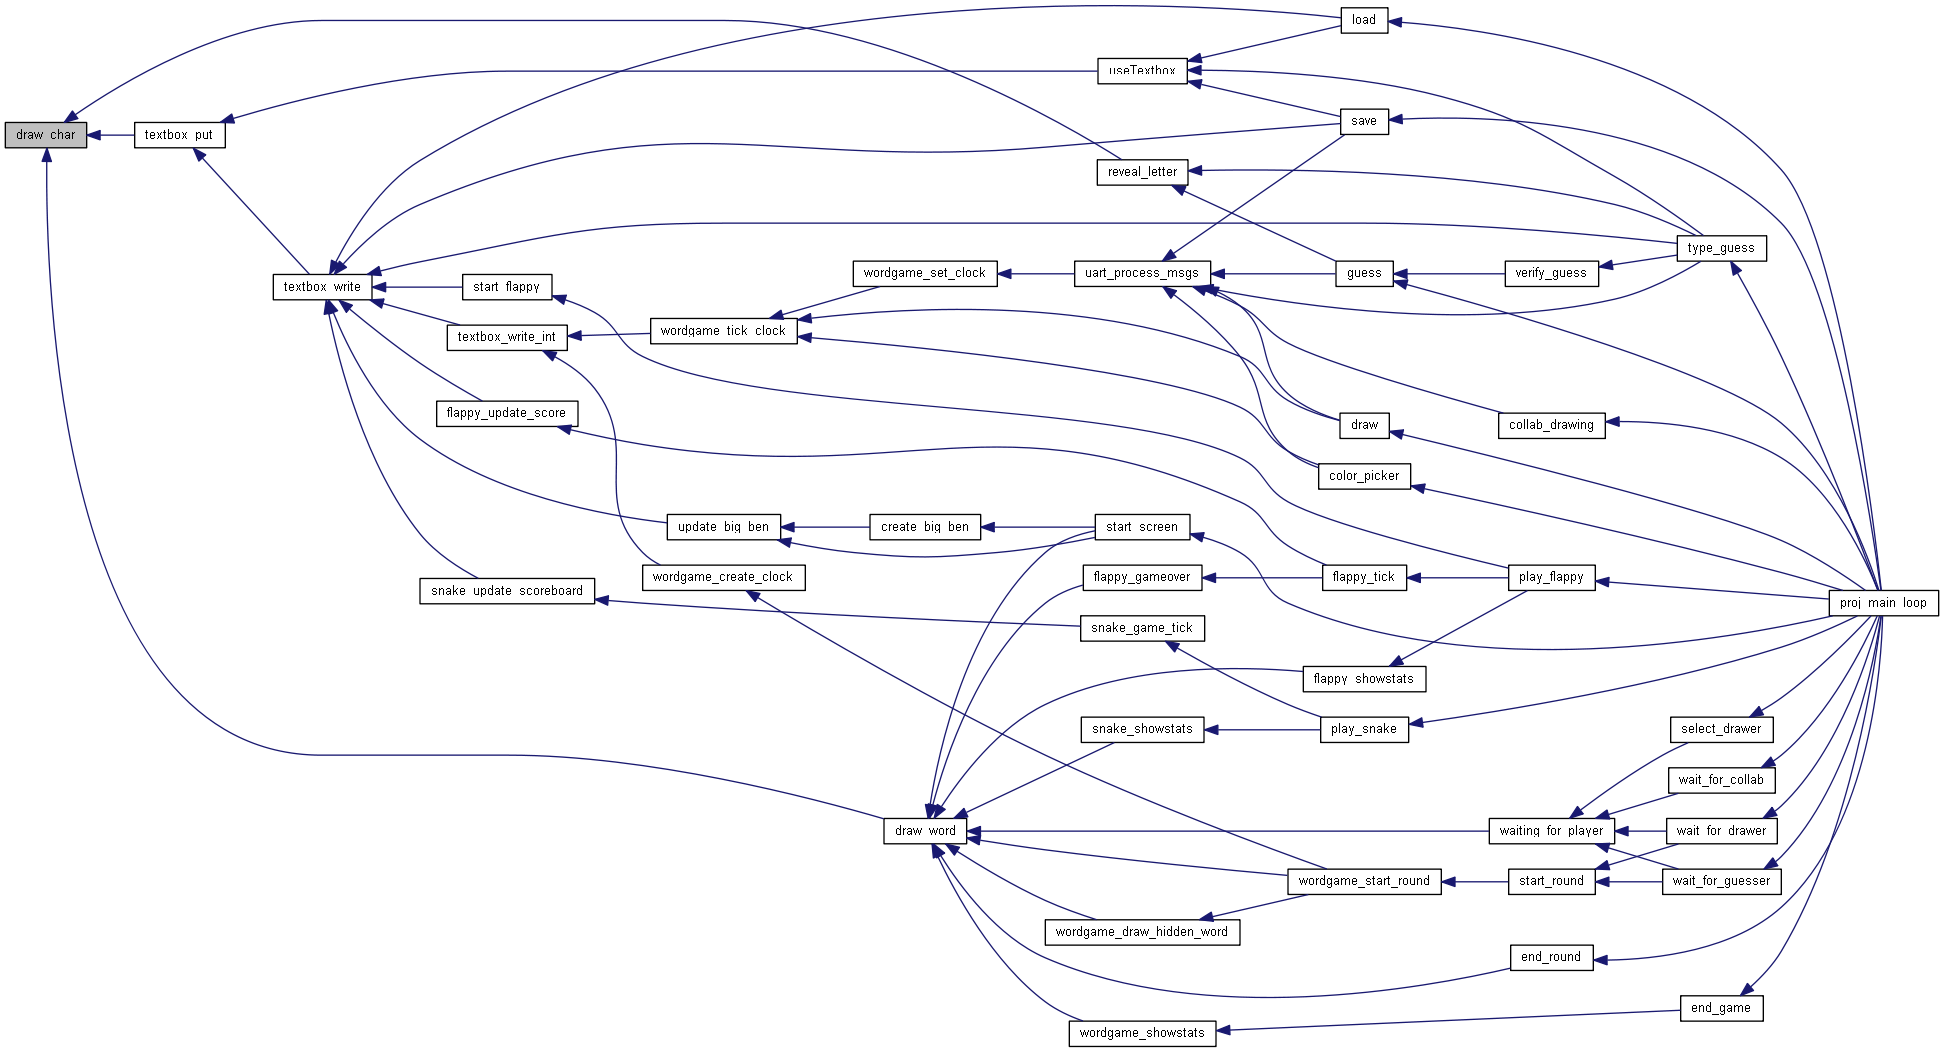 load
useTextbox
draw_char
textbox_put
save
reveal_letter
type_guess
wordgame_set_clock
uart_process_msgs
guess
verify_guess
textbox_write
start_flappy
textbox_write_int
wordgame_tick_clock
flappy_update_score
draw
collab_drawing
color_picker
update_big_ben
create_big_ben
start_screen
wordgame_create_clock
flappy_gameover
flappy_tick
play_flappy
snake_update_scoreboard
proj_main_loop
snake_game_tick
flappy_showstats
snake_showstats
play_snake
select_drawer
wait_for_collab
draw_word
waiting_for_player
wait_for_drawer
wordgame_start_round
start_round
wait_for_guesser
wordgame_draw_hidden_word
end_round
end_game
wordgame_showstats